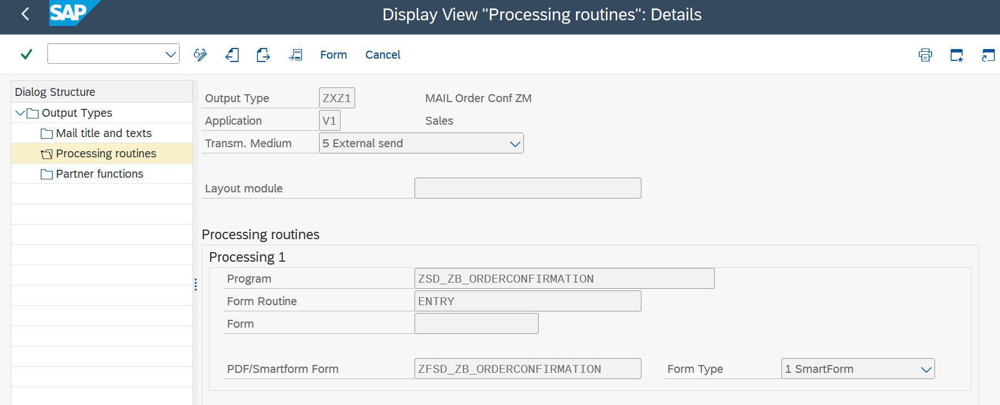 SAP Display View "Processing routines": Details
Form Cancel
Dialog Structure
Output Types
Mail title and texts
Processing routines
Partner functions
Output Type ZXZ1 MAIL Order Conf ZM
Application V1 Sales
Transm. Medium 5 External send
Layout module
Processing routines
Processing 1
Program ZSD_ZB_ORDERCONFIRMATION
Form Routine ENTRY
Form
PDF/Smartform Form ZFSD_ZB_ORDERCONFIRMATION Form Type 1 SmartForm